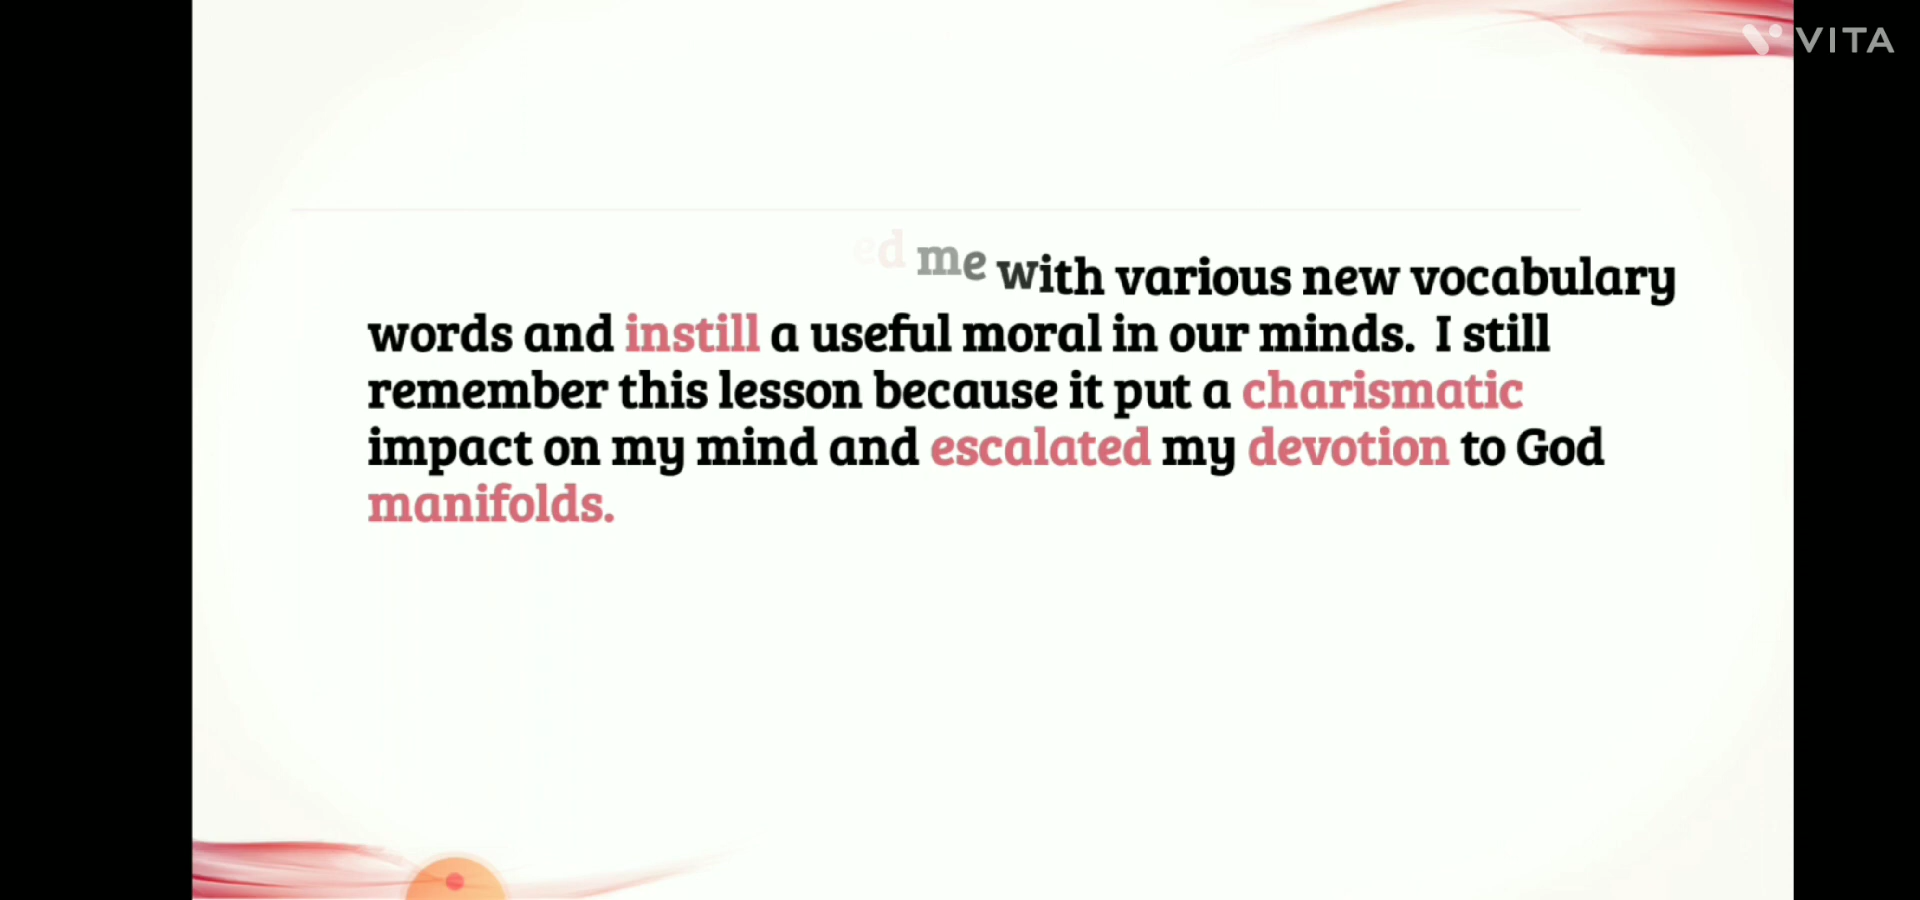 VITA
ed me with various new vocabulary
words and instill a useful moral in our minds.  I still
remember this lesson because it put a charismatic
impact on my mind and escalated my devotion to God
manifolds.